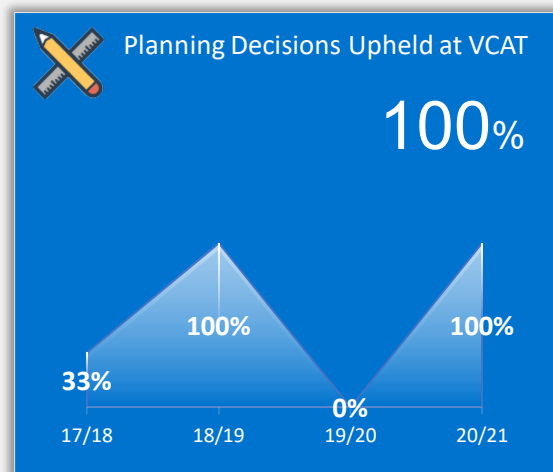 Planning Decisions Upheld at VCAT
100%
100% 100%
33%
0%
17/18 18/19 19/20 20/21